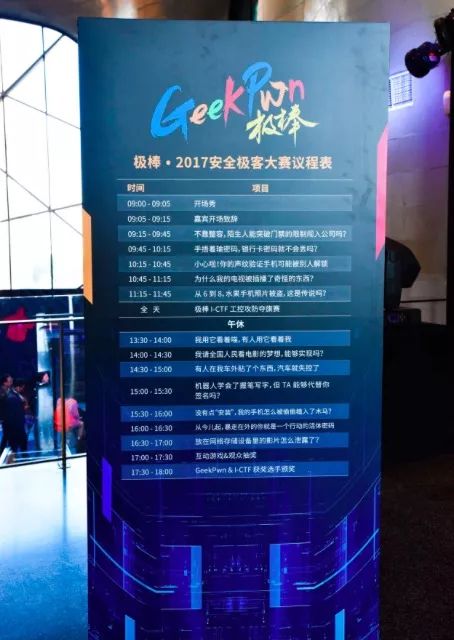 GeekPwn
极棒
极棒·2017安全极客大赛议程表
时间 项目
09:00 - 09:05 开场秀
09:05 - 09:15 嘉宾开场致辞
09:15 - 09:45 不靠整容,陌生人能突破门禁的限制闯入公司吗?
09:45 - 10:15 手捂着输密码,银行卡密码就不会丢吗?
10:15 - 10:45 小心啦!你的声纹验证手机可能被别人解锁
10:45 - 11:15 为什么我的电视被插播了奇怪的东西?
11:15 - 11:45 从 6 到 8,水果手机照片被盗,这是传说吗?
全 天 极棒 I-CTF 工控攻防夺旗赛
午休
13:30 - 14:00 我用它看着喵,有人用它看着我
14:00 - 14:30 我请全国人民看电影的梦想,能够实现吗?
14:30 - 15:00 有人在我车外贴了个东西,汽车就失控了
15:00 - 15:30 机器人学会了握笔写字,但 TA 能够代替你
签名吗?
15:30 - 16:00 没有点“安装”,我的手机怎么被偷偷植入了木马?
16:00 - 16:30 从今儿起,暴走在外的你就是一个行动的活体密码
16:30 - 17:00 放在网络存储设备里的影片怎么泄露了?
17:00 - 17:30 互动游戏&观众抽奖
17:30 - 18:00 GeekPwn & I-CTF 获奖选手颁奖